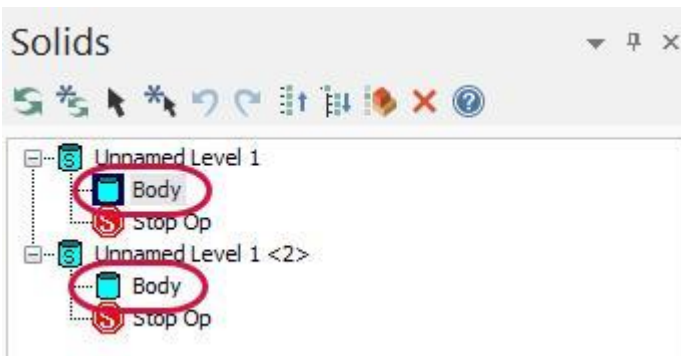 Solids
Unnamed Level 1
Body
Stop Op
Unnamed Level 1 <2>
Body
Stop Op